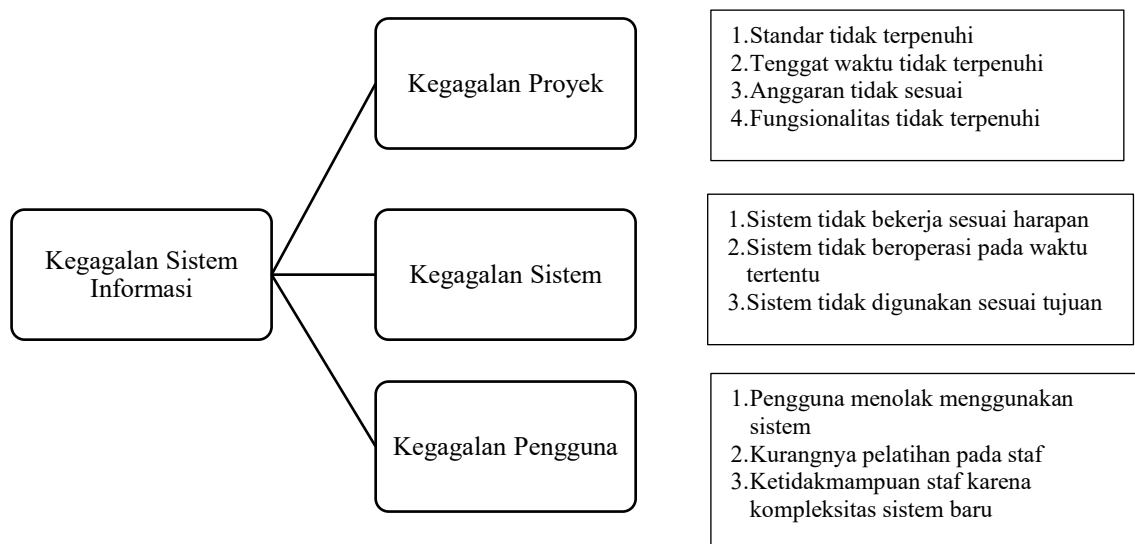 Kegagalan Proyek
1.Standar tidak terpenuhi
2.Tenggat waktu tidak terpenuhi
3.Anggaran tidak sesuai
4.Fungsionalitas tidak terpenuhi
Kegagalan Sistem
Informasi
Kegagalan Sistem
1.Sistem tidak bekerja sesuai harapan
2.Sistem tidak beroperasi pada waktu
tertentu
3.Sistem tidak digunakan sesuai tujuan
Kegagalan Pengguna
1.Pengguna menolak menggunakan
sistem
2.Kurangnya pelatihan pada staf
3.Ketidakmampuan staf karena
kompleksitas sistem baru